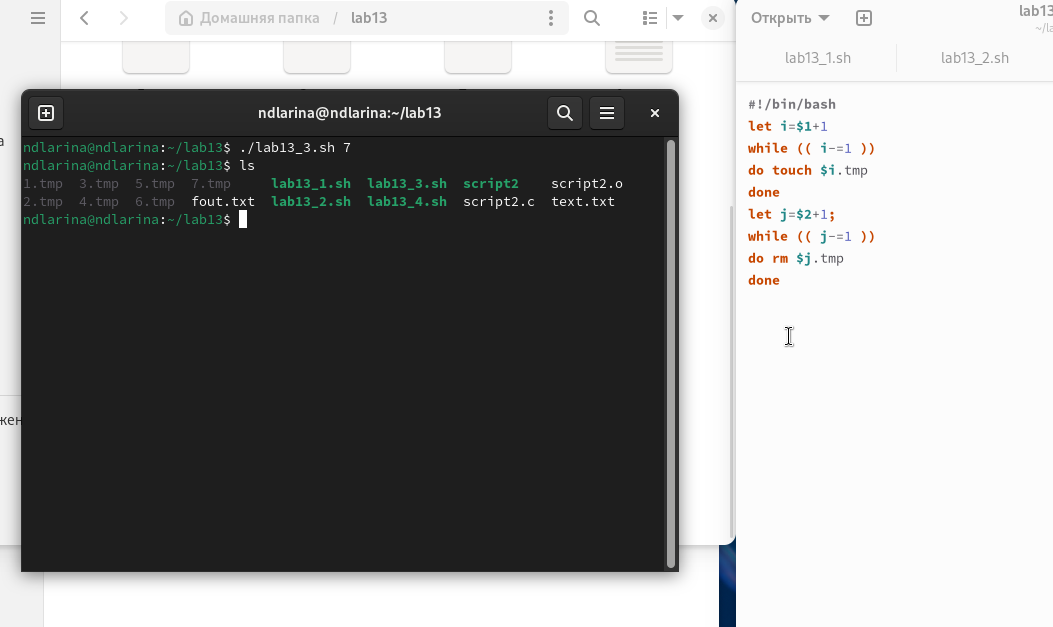 Домашняя папка / lab13
ndlarina@ndlarina:~/lab13
ndlarina@ndlarina:~/lab13$ ./lab13_3.sh 7
ndlarina@ndlarina:~/lab13$ ls
1.tmp 3.tmp 5.tmp 7.tmp lab13_1.sh lab13_3.sh script2 script2.o
2.tmp 4.tmp 6.tmp fout.txt lab13_2.sh lab13_4.sh script2.c text.txt
ndlarina@ndlarina:~/lab13$
Открыть
lab13_1.sh lab13_2.sh
#!/bin/bash
let i=$1+1
while (( i-=1 ))
do touch $i.tmp
done
let j=$2+1;
while (( j-=1 ))
do rm $j.tmp
done